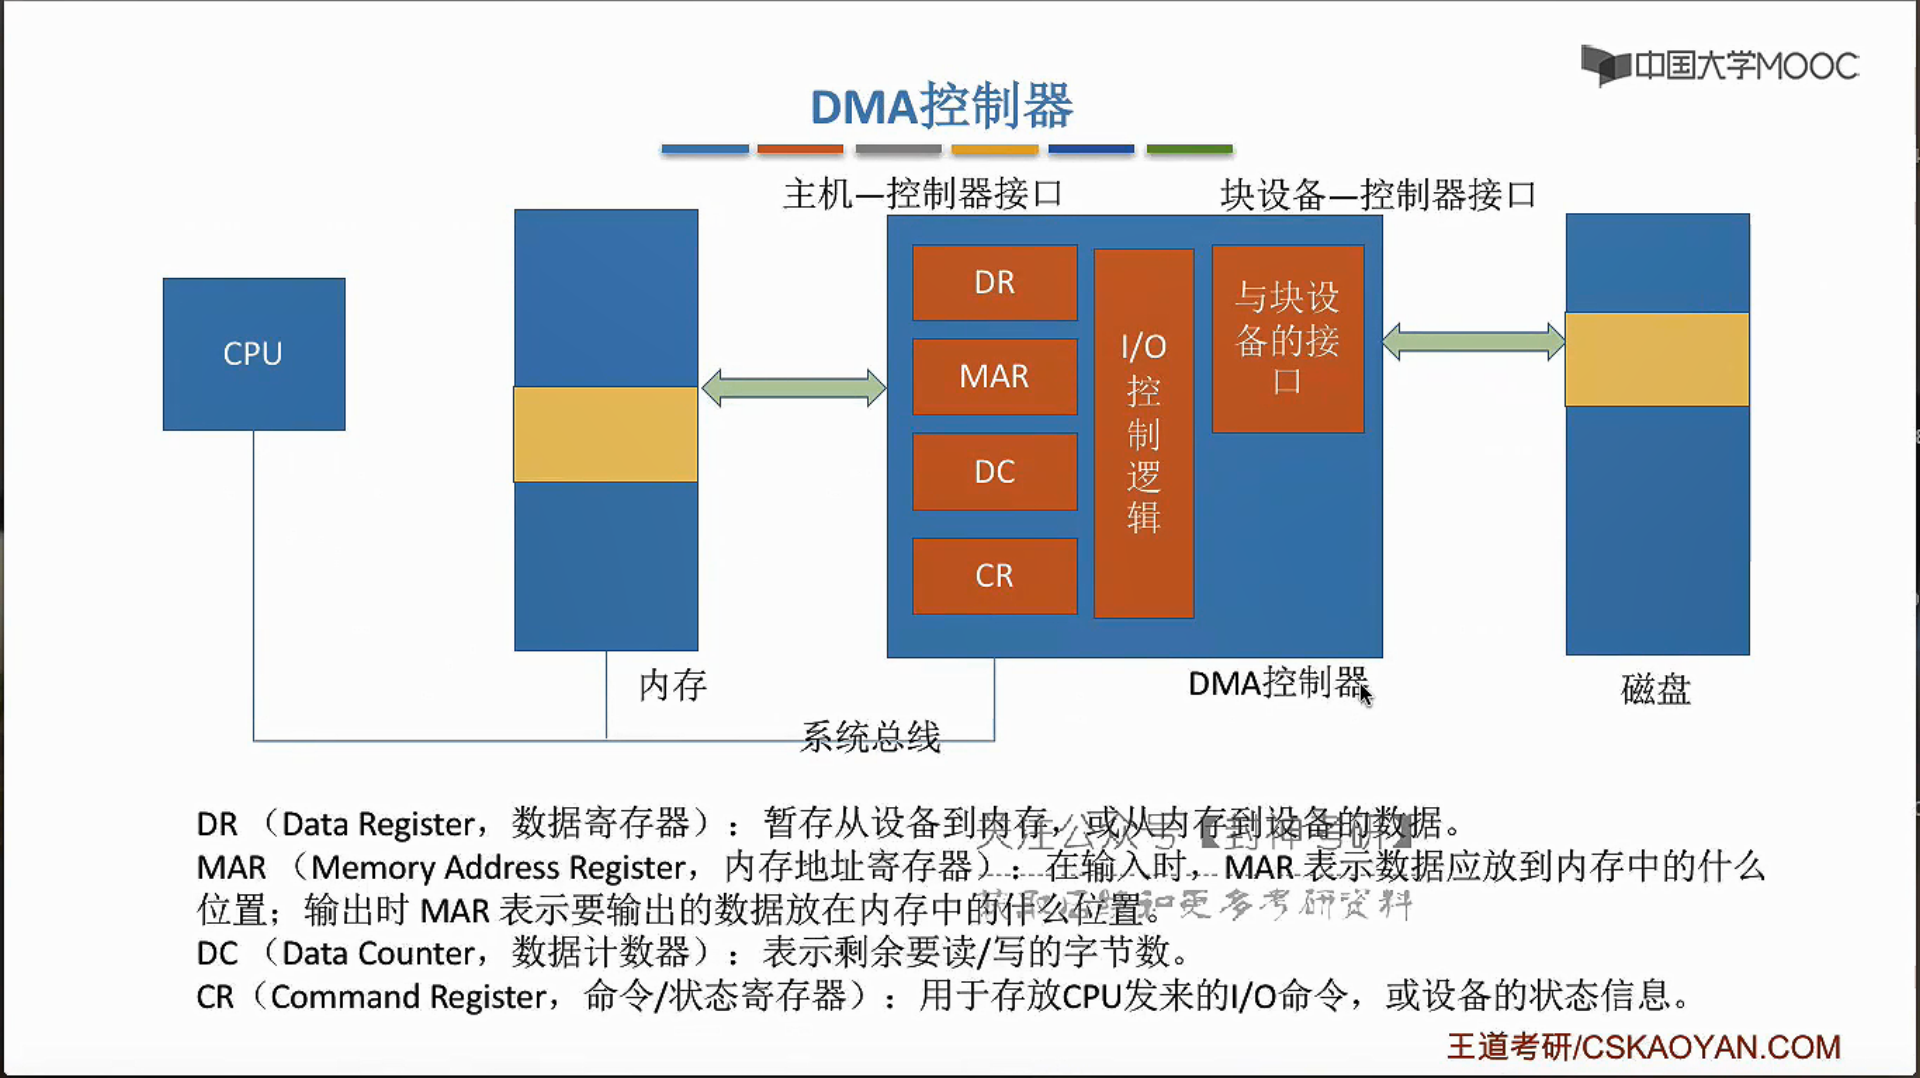 中国大学MOOC
DMA控制器
主机—控制器接口
块设备—控制器接口
CPU
DR
MAR
DC
CR
I/O
控
制
逻
辑
与块设
备的接
口
内存
DMA控制器
磁盘
系统总线
DR （Data Register，数据寄存器）：暂存从设备到内存，或从内存到设备的数据。
关注公众号【封神考研】
MAR （Memory Address Register，内存地址寄存器）：在输入时，MAR 表示数据应放到内存中的什么
位置；输出时 MAR 表示要输出的数据放在内存中的什么位置。
获取后续和更多考研资料
DC （Data Counter，数据计数器）：表示剩余要读/写的字节数。
CR（Command Register，命令/状态寄存器）：用于存放CPU发来的I/O命令，或设备的状态信息。
王道考研/CSKAOYAN.COM